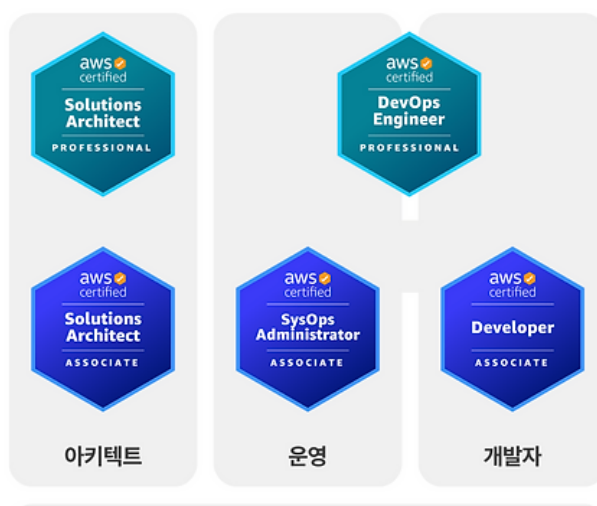 aws
certified
Solutions
Architect
PROFESSIONAL
aws
certified
DevOps
Engineer
PROFESSIONAL
aws
certified
Solutions
Architect
ASSOCIATE
aws
certified
SysOps
Administrator
ASSOCIATE
aws
certified
Developer
ASSOCIATE
아키텍트
운영
개발자